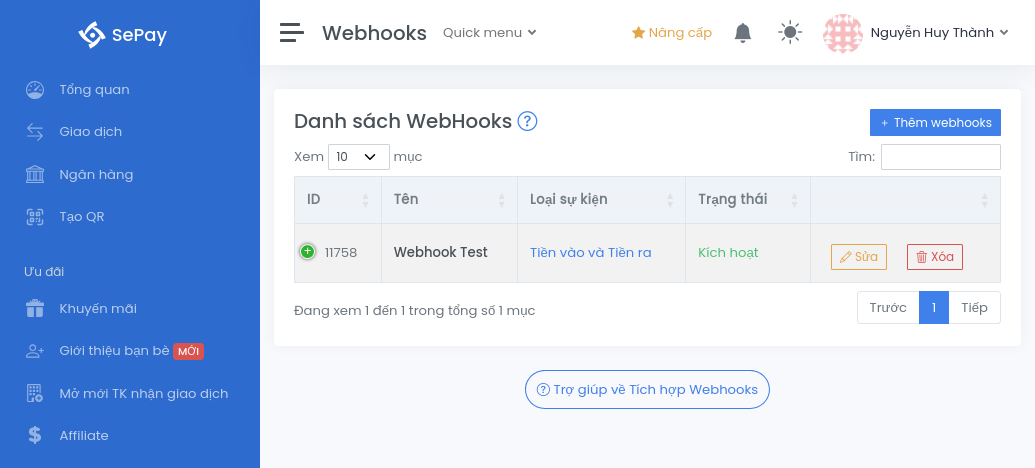 SePay
Tổng quan
Giao dịch
Ngân hàng
Tạo QR
Ưu đãi
Khuyến mãi
Giới thiệu bạn bè MỚI
Mở mới TK nhận giao dịch
Affiliate
Webhooks Quick menu Nâng cấp Nguyễn Huy Thành
Danh sách WebHooks + Thêm webhooks
Xem 10 mục Tìm:
ID Tên Loại sự kiện Trạng thái
11758 Webhook Test Tiền vào và Tiền ra Kích hoạt Sửa Xóa
Đang xem 1 đến 1 trong tổng số 1 mục Trước 1 Tiếp
Trợ giúp về Tích hợp Webhooks